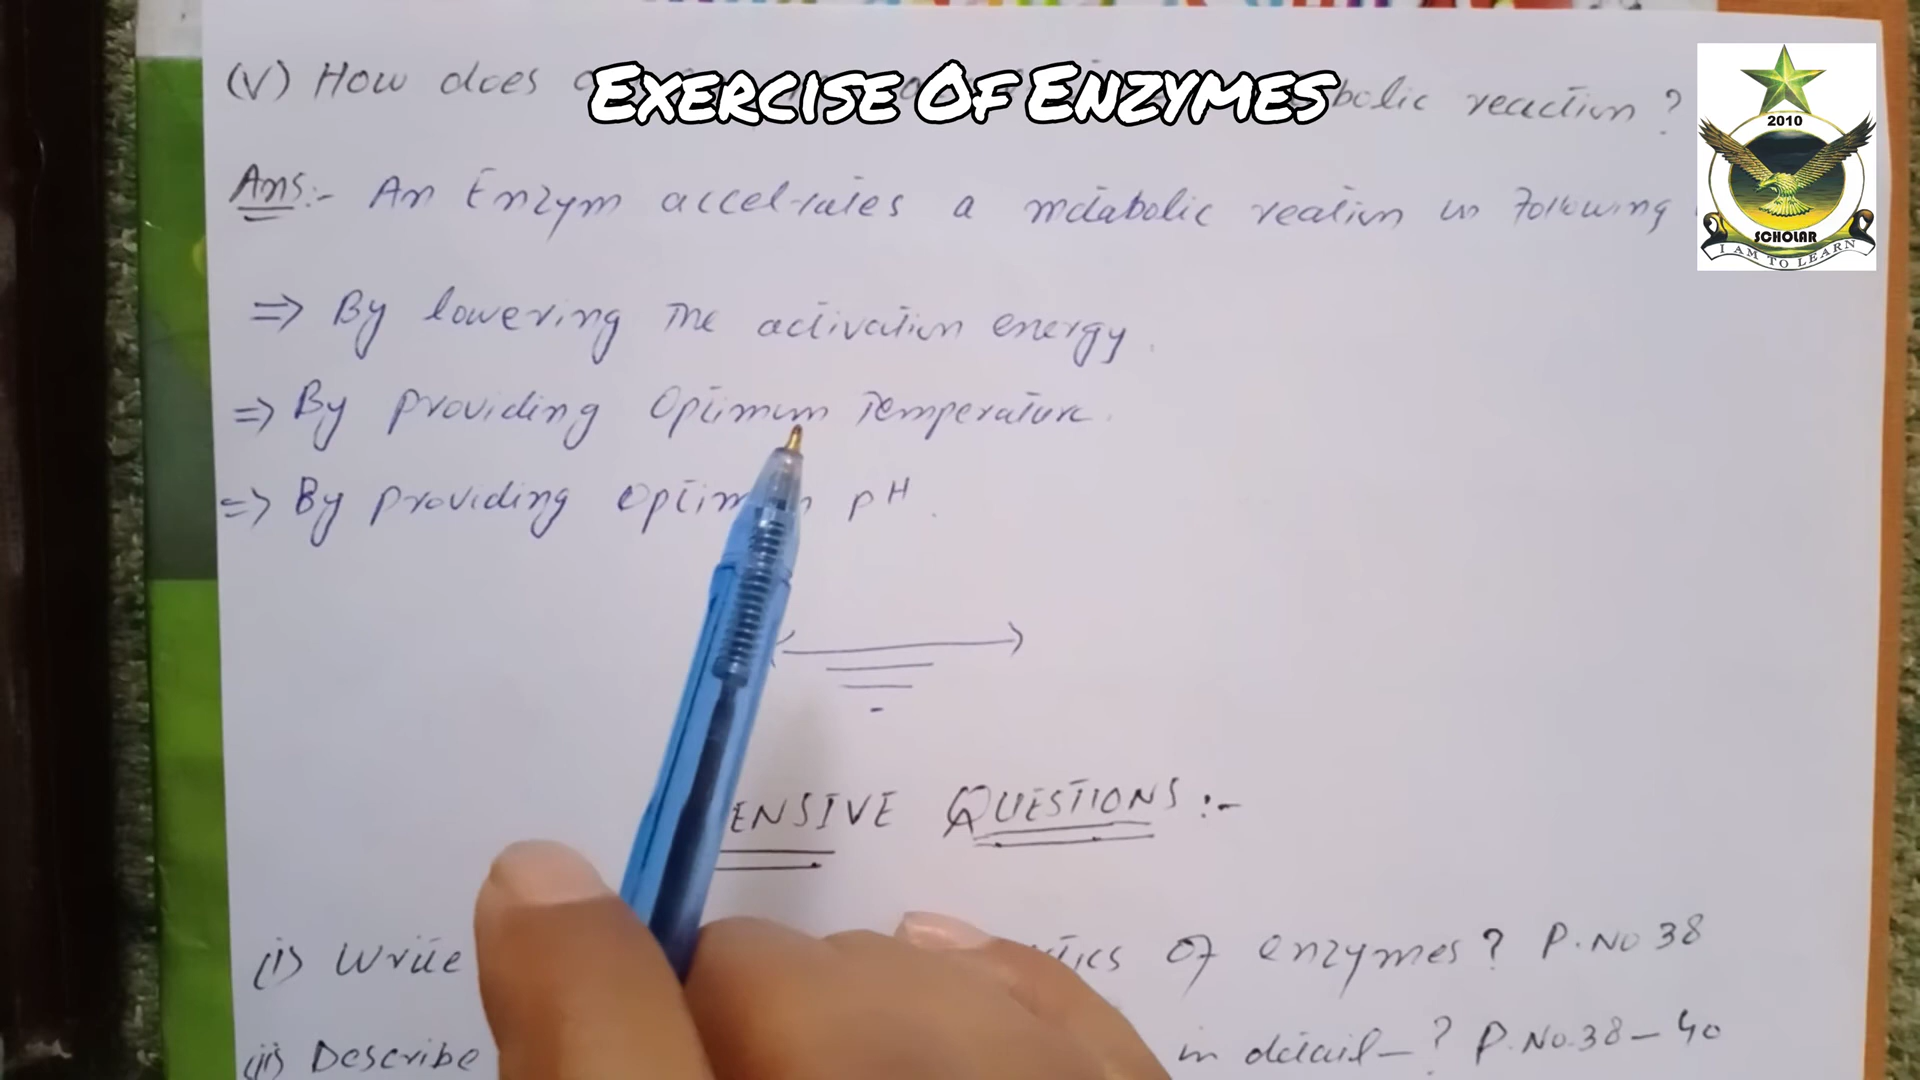 Exercise Of Enzymes
(V) How does bolic reaction ?
2010
SCHOLAR
I AM TO LEARN
Ans:- An Enzym accelrates a metabolic reation in following
=> By lowering the activation energy.
=> By providing Optimum Temperature.
=> By providing Optim pH.
ENSIVE QUESTIONS :-
(i) Write tics Of enzymes ? P.No 38
(ii) Describe in detail - ? P.No.38-40